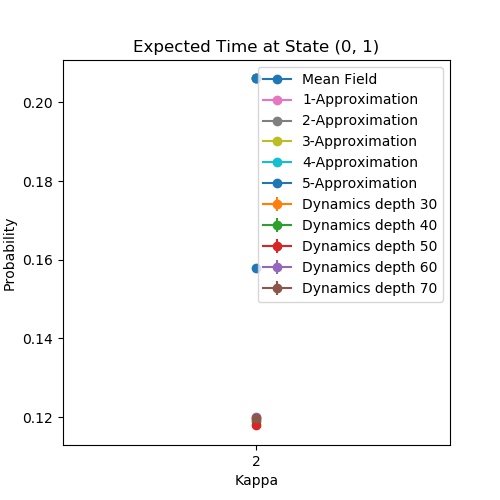 Expected Time at State (0, 1)
Mean Field
1-Approximation
2-Approximation
3-Approximation
4-Approximation
5-Approximation
Dynamics depth 30
Dynamics depth 40
Dynamics depth 50
Dynamics depth 60
Dynamics depth 70
0.20
0.18
0.16
0.14
0.12
Probability
2
Kappa